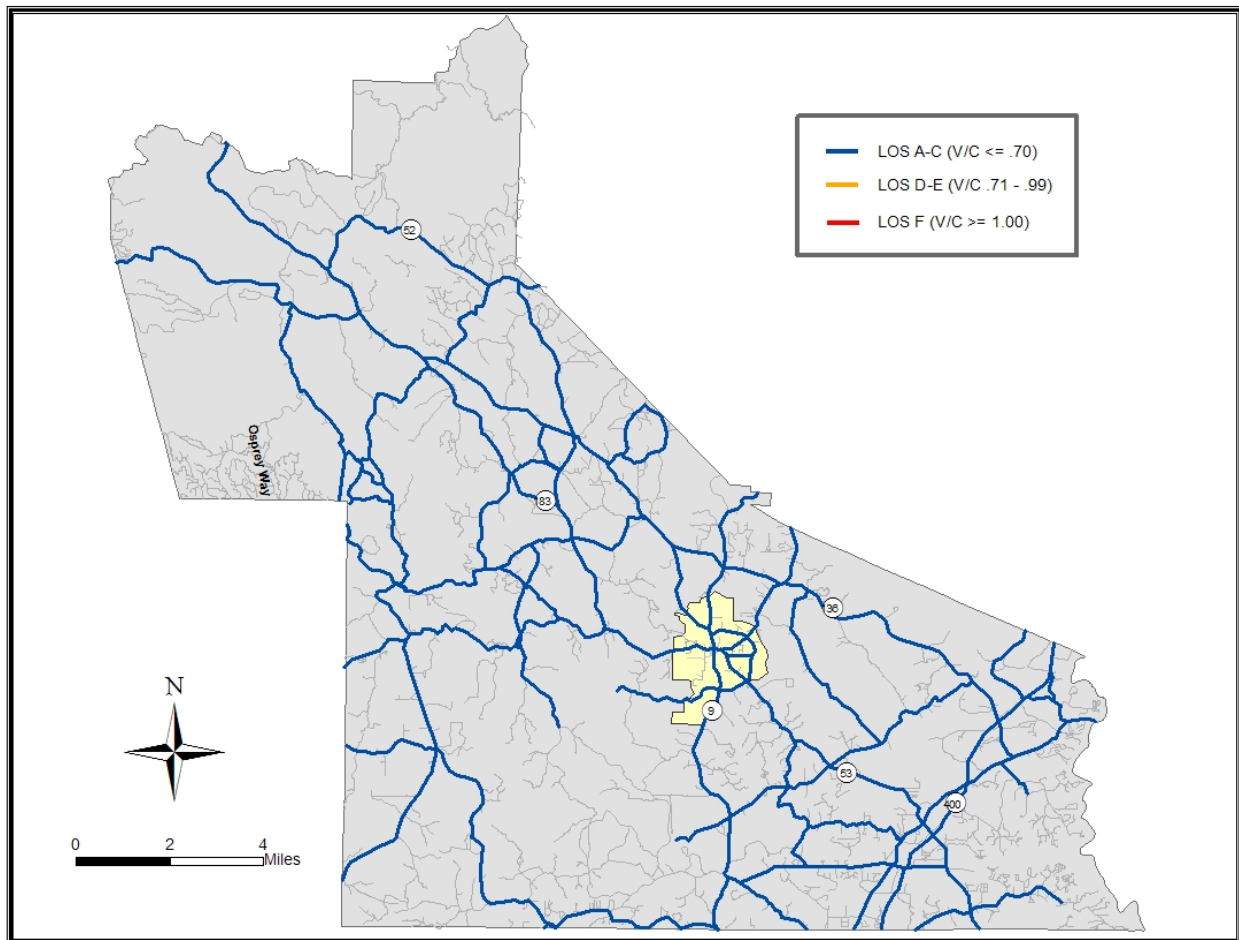 LOS A-C (V/C <= .70)
LOS D-E (V/C .71 - .99)
LOS F (V/C >= 1.00)
52
Osprey Way
83
36
N
9
53
400
0 2 4
Miles